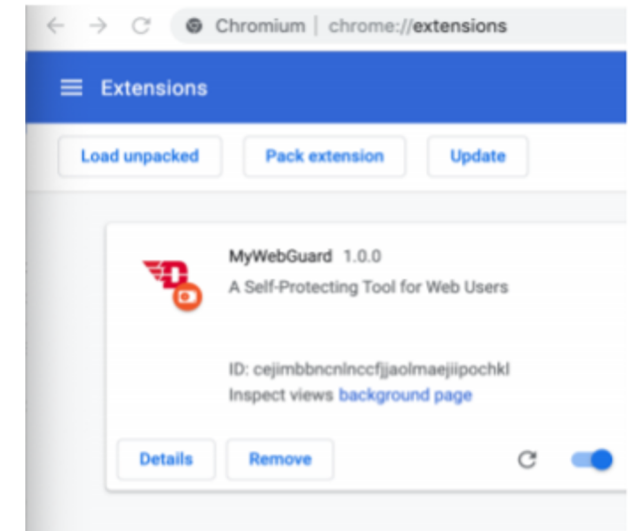 Chromium | chrome://extensions
Extensions
Load unpacked Pack extension Update
MyWebGuard 1.0.0
A Self-Protecting Tool for Web Users
ID: cejimbbncnlnccfjjaolmaejiipochkl
Inspect views background page
Details Remove